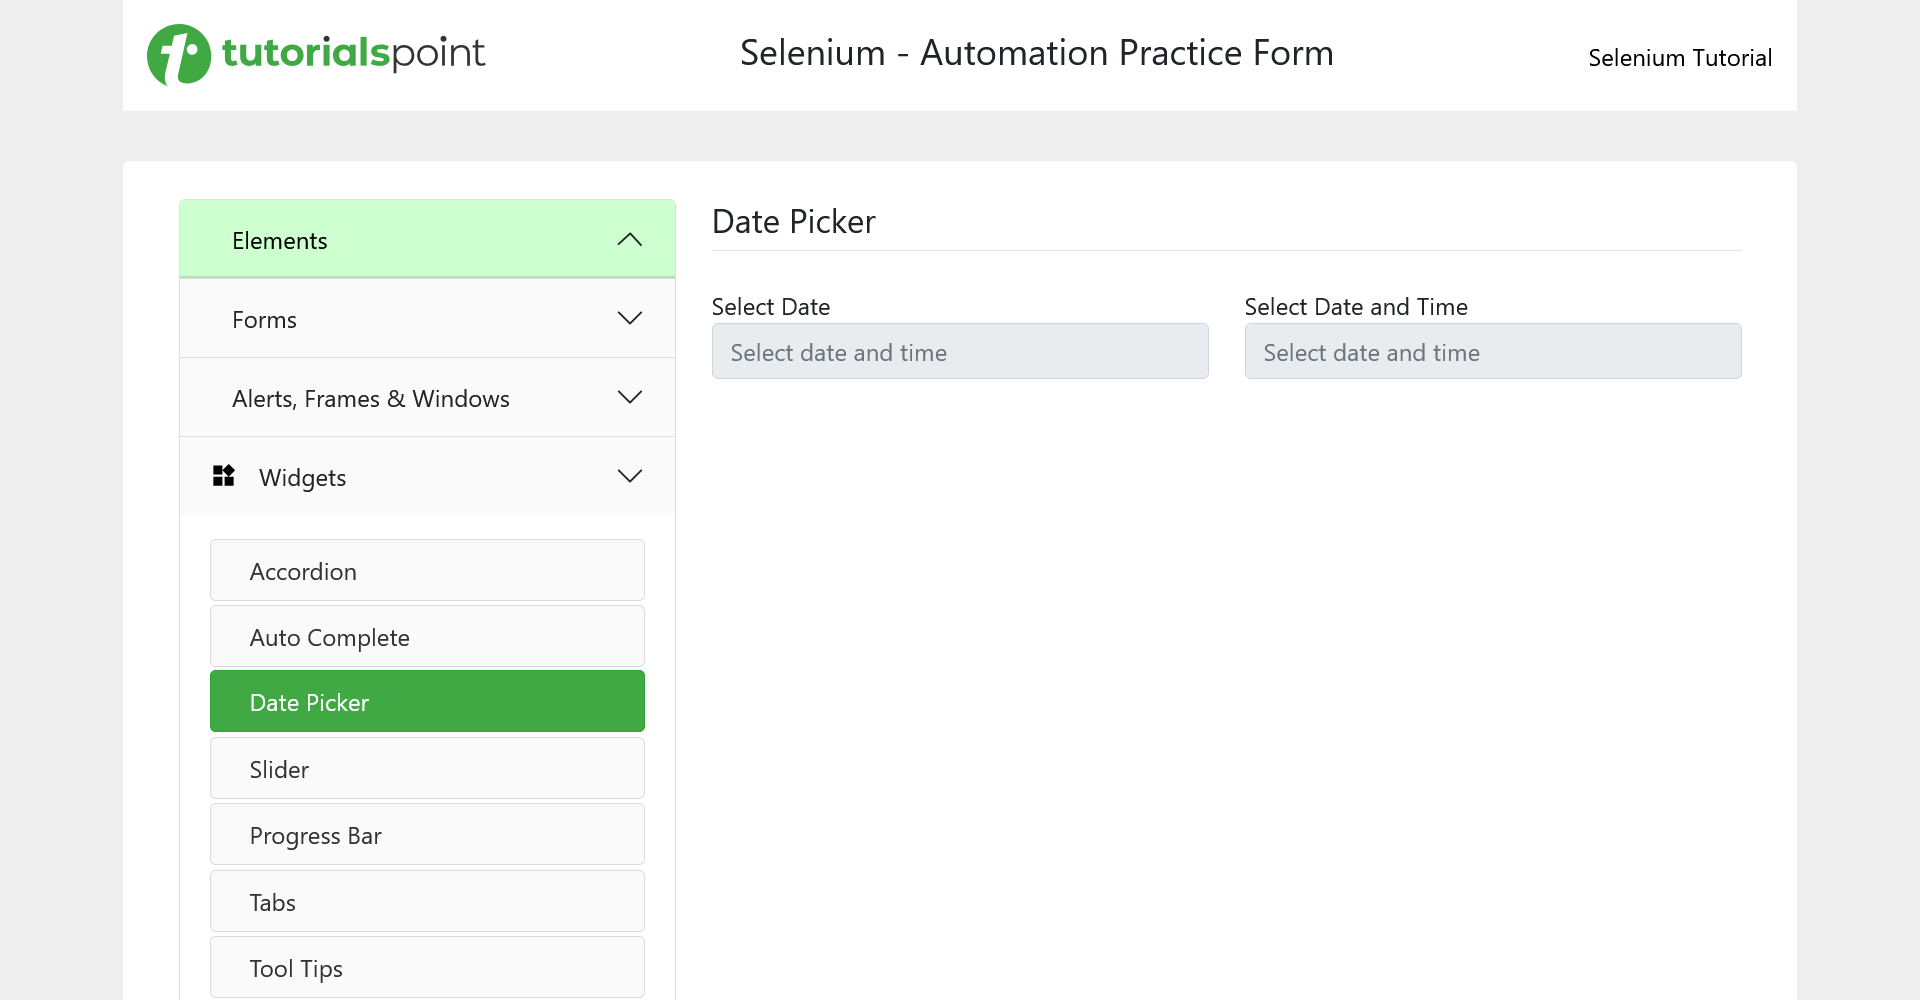 tutorialspoint
Selenium - Automation Practice Form
Selenium Tutorial
Elements
Forms
Alerts, Frames & Windows
Widgets
Accordion
Auto Complete
Date Picker
Slider
Progress Bar
Tabs
Tool Tips
Date Picker
Select Date
Select date and time
Select Date and Time
Select date and time